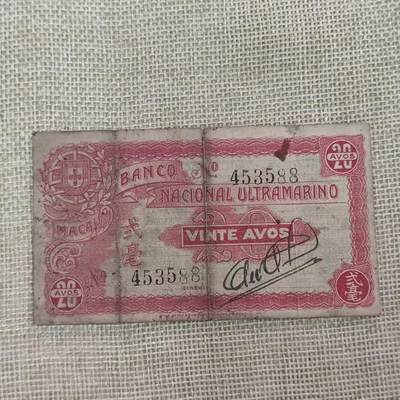 20
AVOS
BANCO
Nº 453588
NACIONAL ULTRAMARINO
MACAU
貳毫
VINTE AVOS
Nº 453588
20
AVOS
貳毫